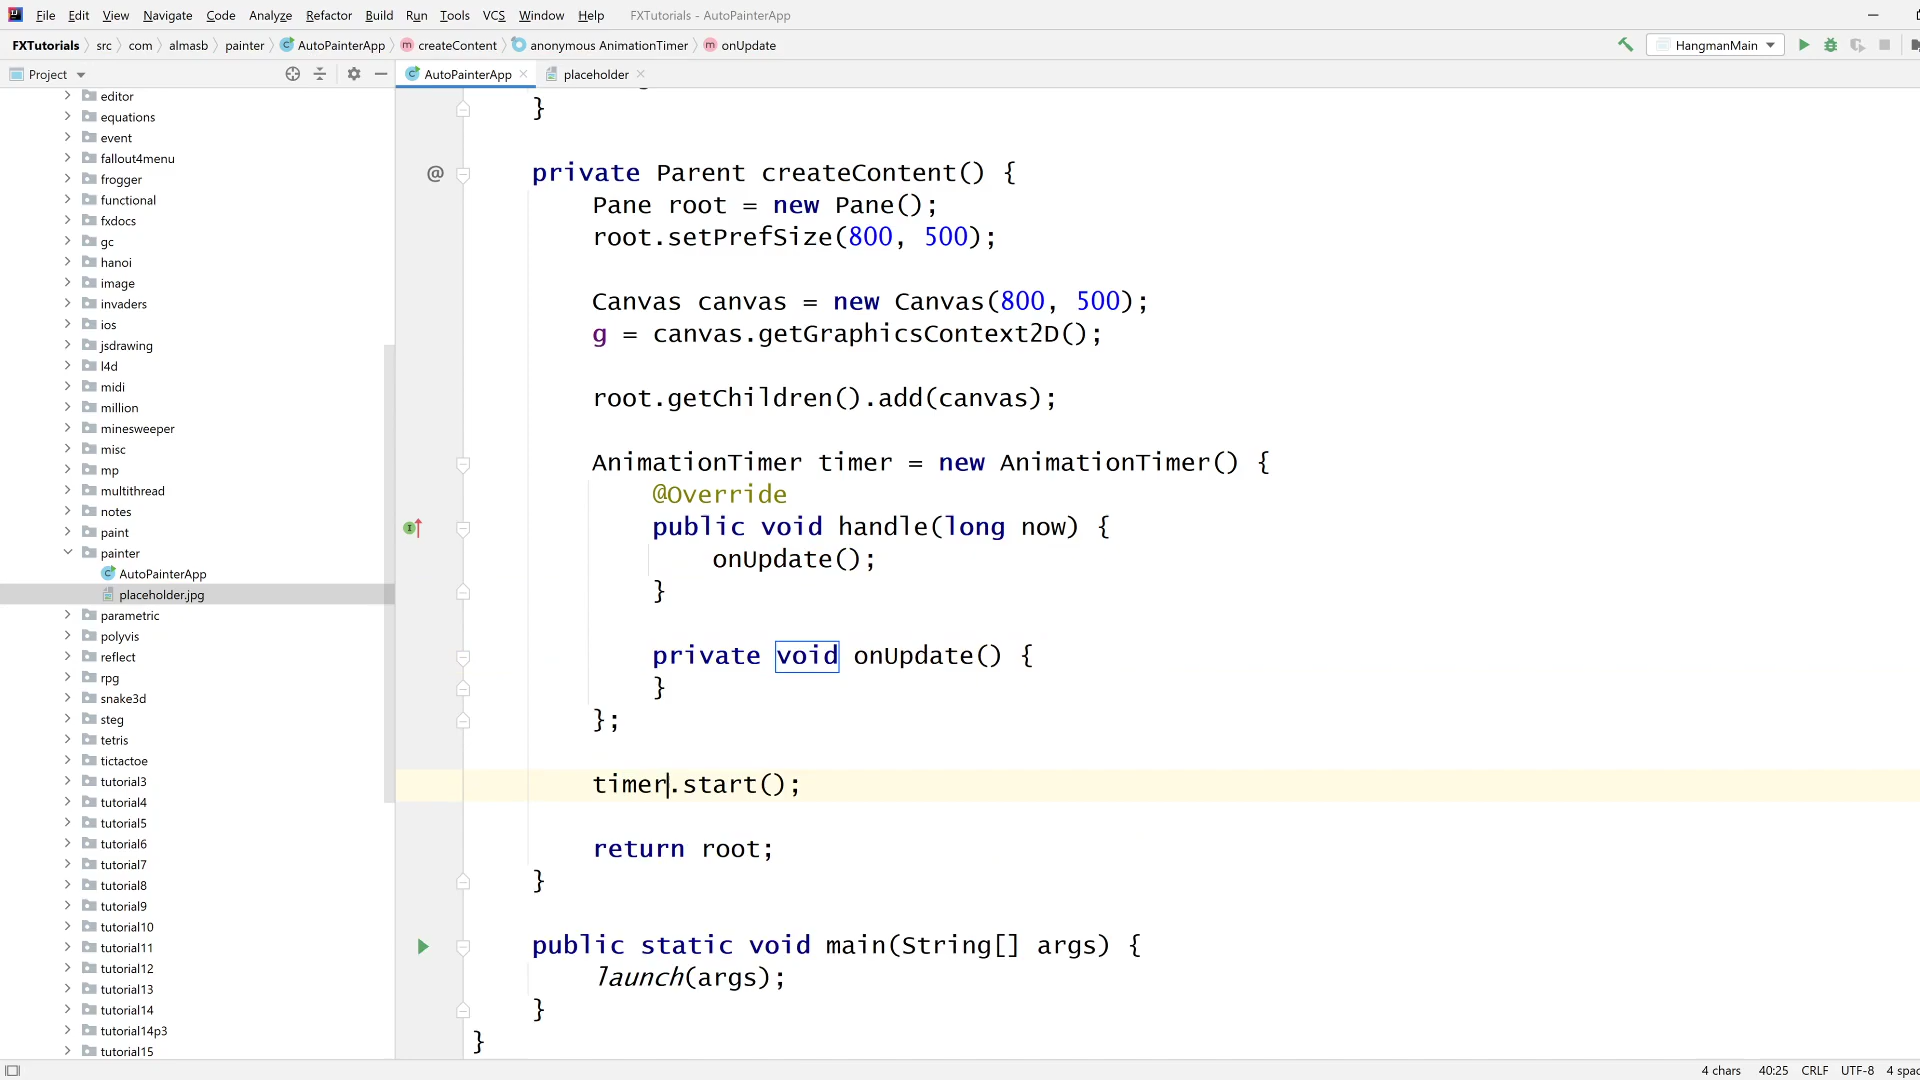 File Edit View Navigate Code Analyze Refactor Build Run Tools VCS Window Help FXTutorials - AutoPainterApp
FXTutorials src com almasb painter AutoPainterApp createContent anonymous AnimationTimer onUpdate HangmanMain
Project
AutoPainterApp
placeholder
editor
equations
event
fallout4menu
frogger
functional
fxdocs
gc
hanoi
image
invaders
ios
jsdrawing
l4d
midi
million
minesweeper
misc
mp
multithread
notes
paint
painter
AutoPainterApp
placeholder.jpg
parametric
polyvis
reflect
rpg
snake3d
steg
tetris
tictactoe
tutorial3
tutorial4
tutorial5
tutorial6
tutorial7
tutorial8
tutorial9
tutorial10
tutorial11
tutorial12
tutorial13
tutorial14
tutorial14p3
tutorial15
}
private Parent createContent() {
Pane root = new Pane();
root.setPrefSize(800, 500);
Canvas canvas = new Canvas(800, 500);
g = canvas.getGraphicsContext2D();
root.getChildren().add(canvas);
AnimationTimer timer = new AnimationTimer() {
@Override
public void handle(long now) {
onUpdate();
}
private void onUpdate() {
}
};
timer.start();
return root;
}
public static void main(String[] args) {
launch(args);
}
}
4 chars 40:25 CRLF UTF-8 4 spac